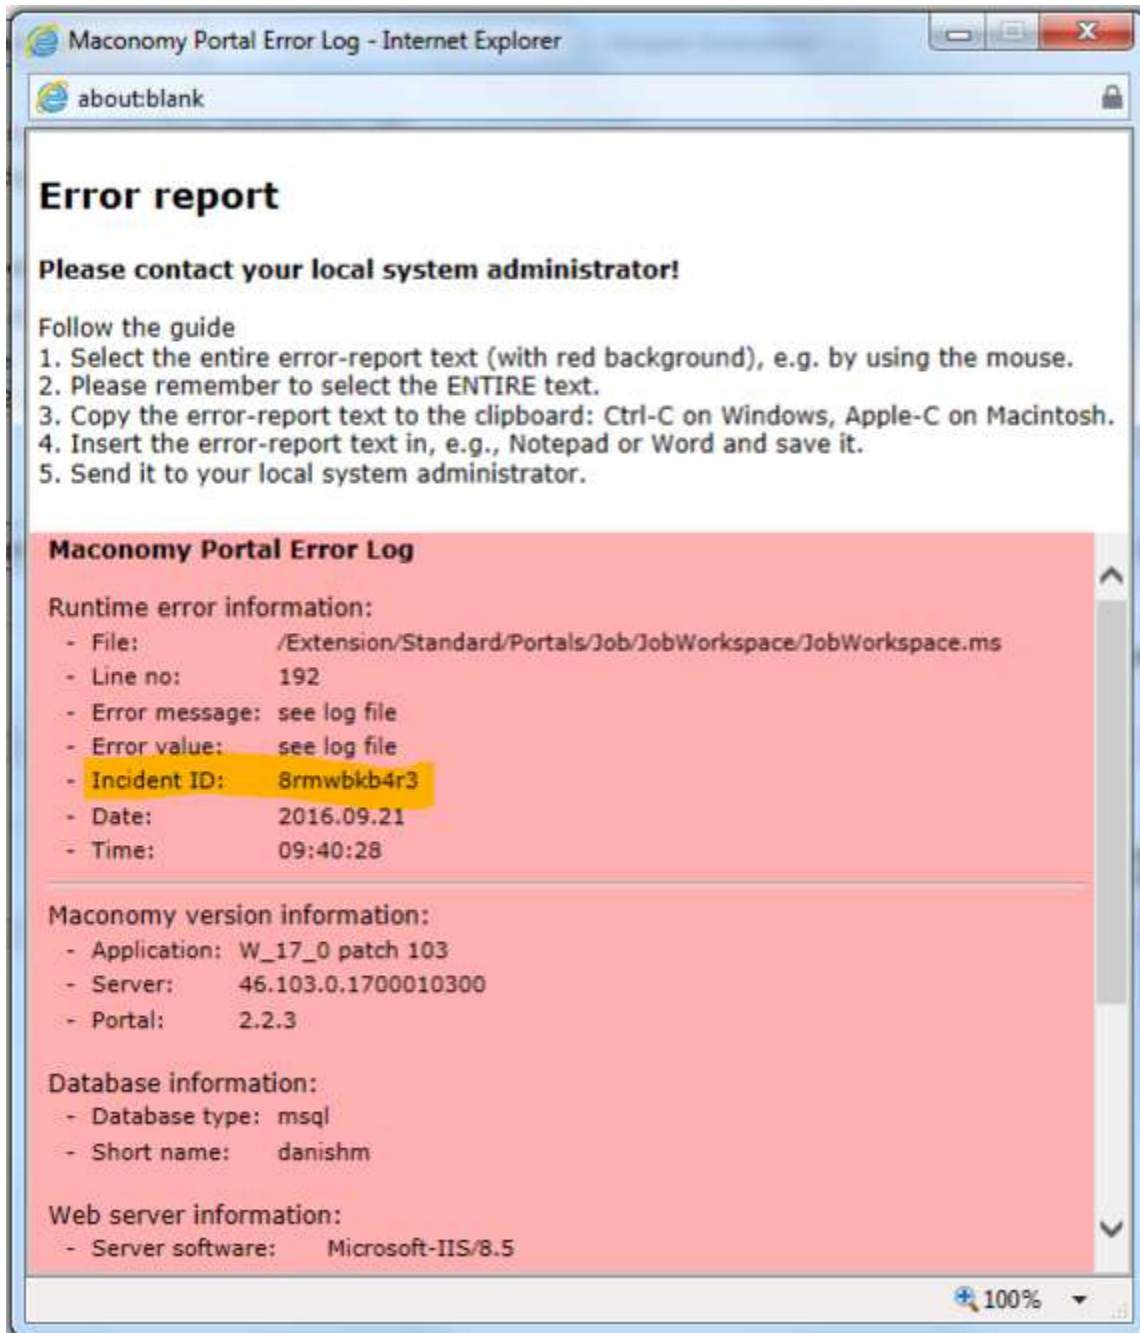 Maconomy Portal Error Log - Internet Explorer
about:blank
Error report
Please contact your local system administrator!
Follow the guide
1. Select the entire error-report text (with red background), e.g. by using the mouse.
2. Please remember to select the ENTIRE text.
3. Copy the error-report text to the clipboard: Ctrl-C on Windows, Apple-C on Macintosh.
4. Insert the error-report text in, e.g., Notepad or Word and save it.
5. Send it to your local system administrator.
Maconomy Portal Error Log
Runtime error information:
- File: /Extension/Standard/Portals/Job/JobWorkspace/JobWorkspace.ms
- Line no: 192
- Error message: see log file
- Error value: see log file
- Incident ID: 8rmwbkb4r3
- Date: 2016.09.21
- Time: 09:40:28
Maconomy version information:
- Application: W_17_0 patch 103
- Server: 46.103.0.1700010300
- Portal: 2.2.3
Database information:
- Database type: msql
- Short name: danishm
Web server information:
- Server software: Microsoft-IIS/8.5
100%